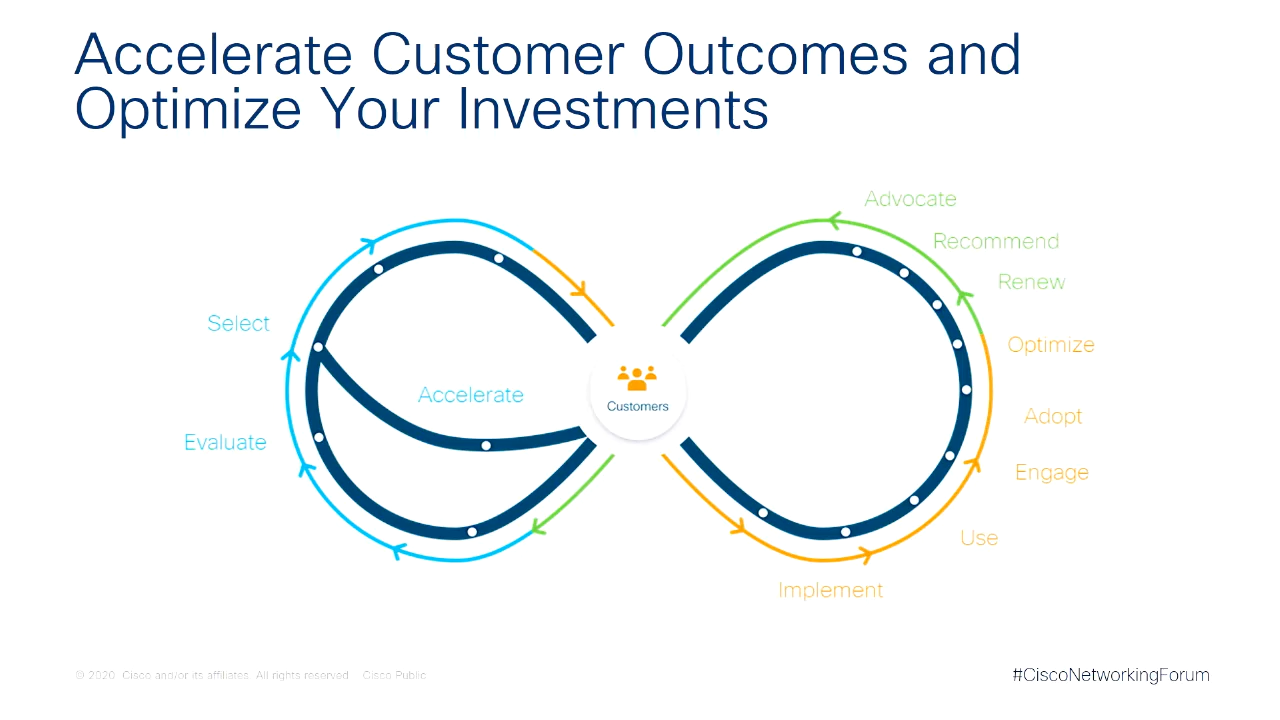 Accelerate Customer Outcomes and
Optimize Your Investments
Advocate
Recommend
Renew
Select
Optimize
Accelerate
Customers
Adopt
Evaluate
Engage
Use
Implement
© 2020 Cisco and/or its affiliates. All rights reserved. Cisco Public
#CiscoNetworkingForum